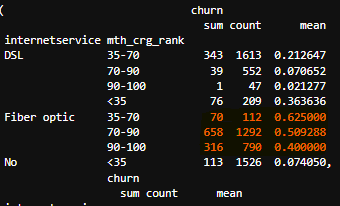 (
churn
sum count mean
internetservice mth_crg_rank
DSL 35-70 343 1613 0.212647
70-90 39 552 0.070652
90-100 1 47 0.021277
<35 76 209 0.363636
Fiber optic 35-70 70 112 0.625000
70-90 658 1292 0.509288
90-100 316 790 0.400000
No <35 113 1526 0.074050,
churn
sum count mean